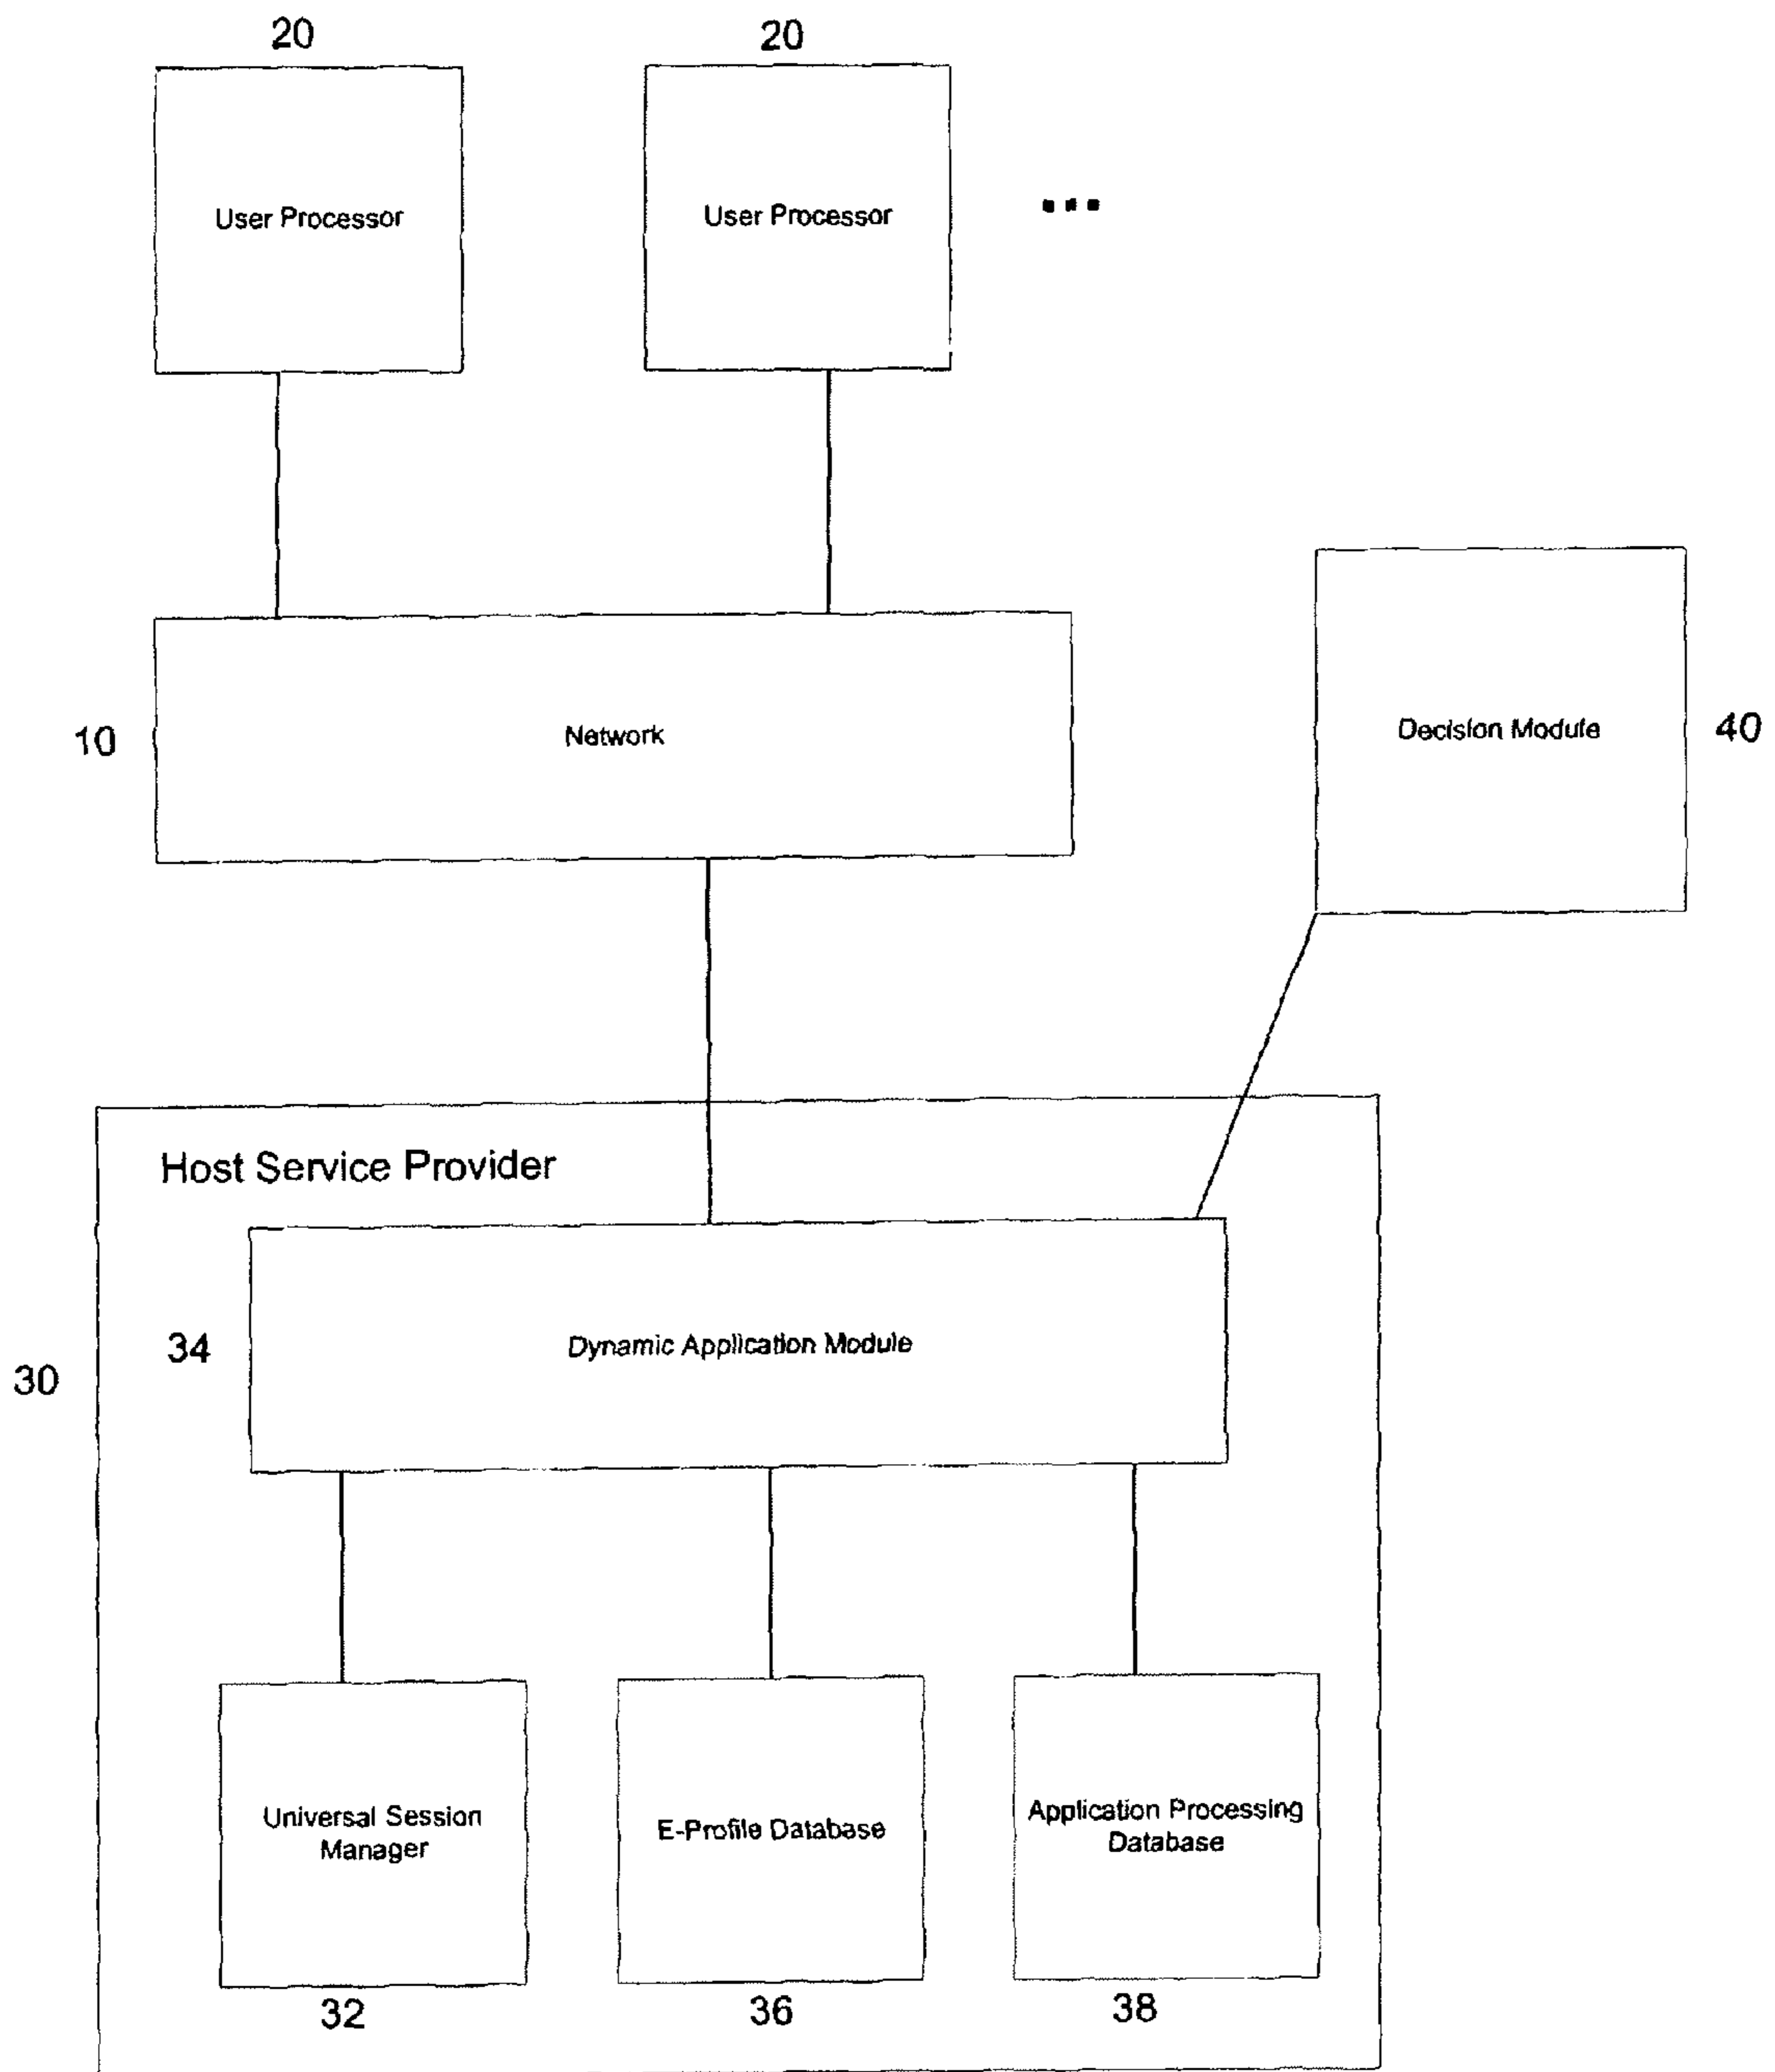 20
20
User Processor
User Processor
...
10
Network
Decision Module
40
Host Service Provider
34
Dynamic Application Module
30
Universal Session
Manager
E-Profile Database
Application Processing
Database
32
36
38